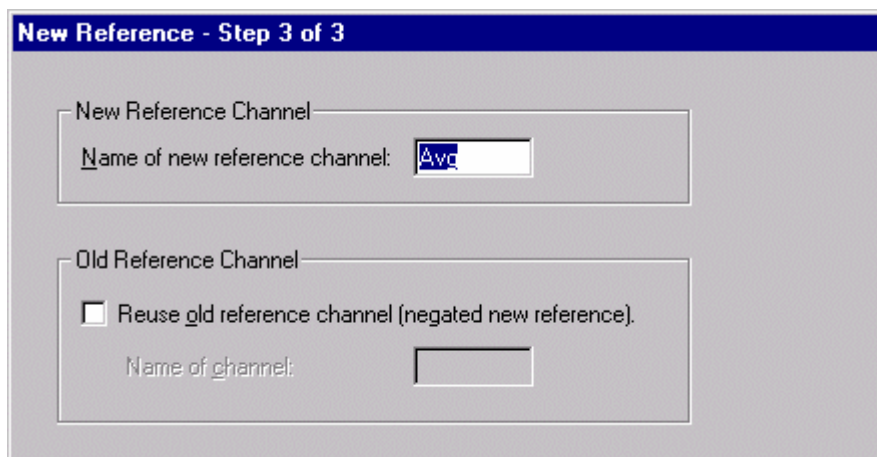 New Reference - Step 3 of 3
New Reference Channel
Name of new reference channel: Avg
Old Reference Channel
Reuse old reference channel (negated new reference).
Name of channel: